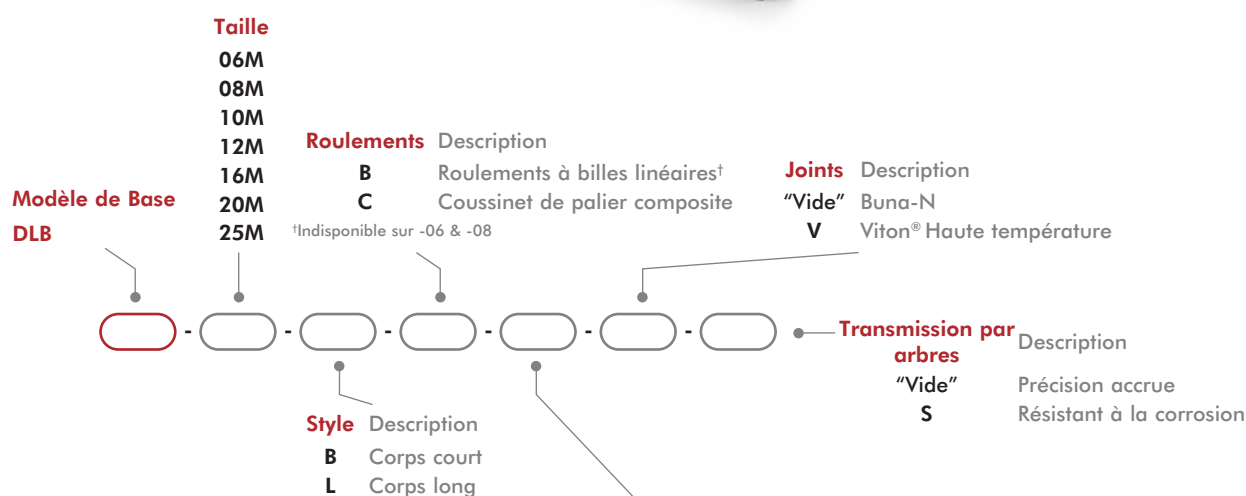 Taille
06M
08M
10M
12M
16M
20M
25M
Modèle de Base
DLB
Roulements Description
B Roulements à billes linéaires†
C Coussinet de palier composite
†Indisponible sur -06 & -08
Joints Description
“Vide” Buna-N
V Viton® Haute température
- - - - - -
Transmission par arbres Description
“Vide” Précision accrue
S Résistant à la corrosion
Style Description
B Corps court
L Corps long